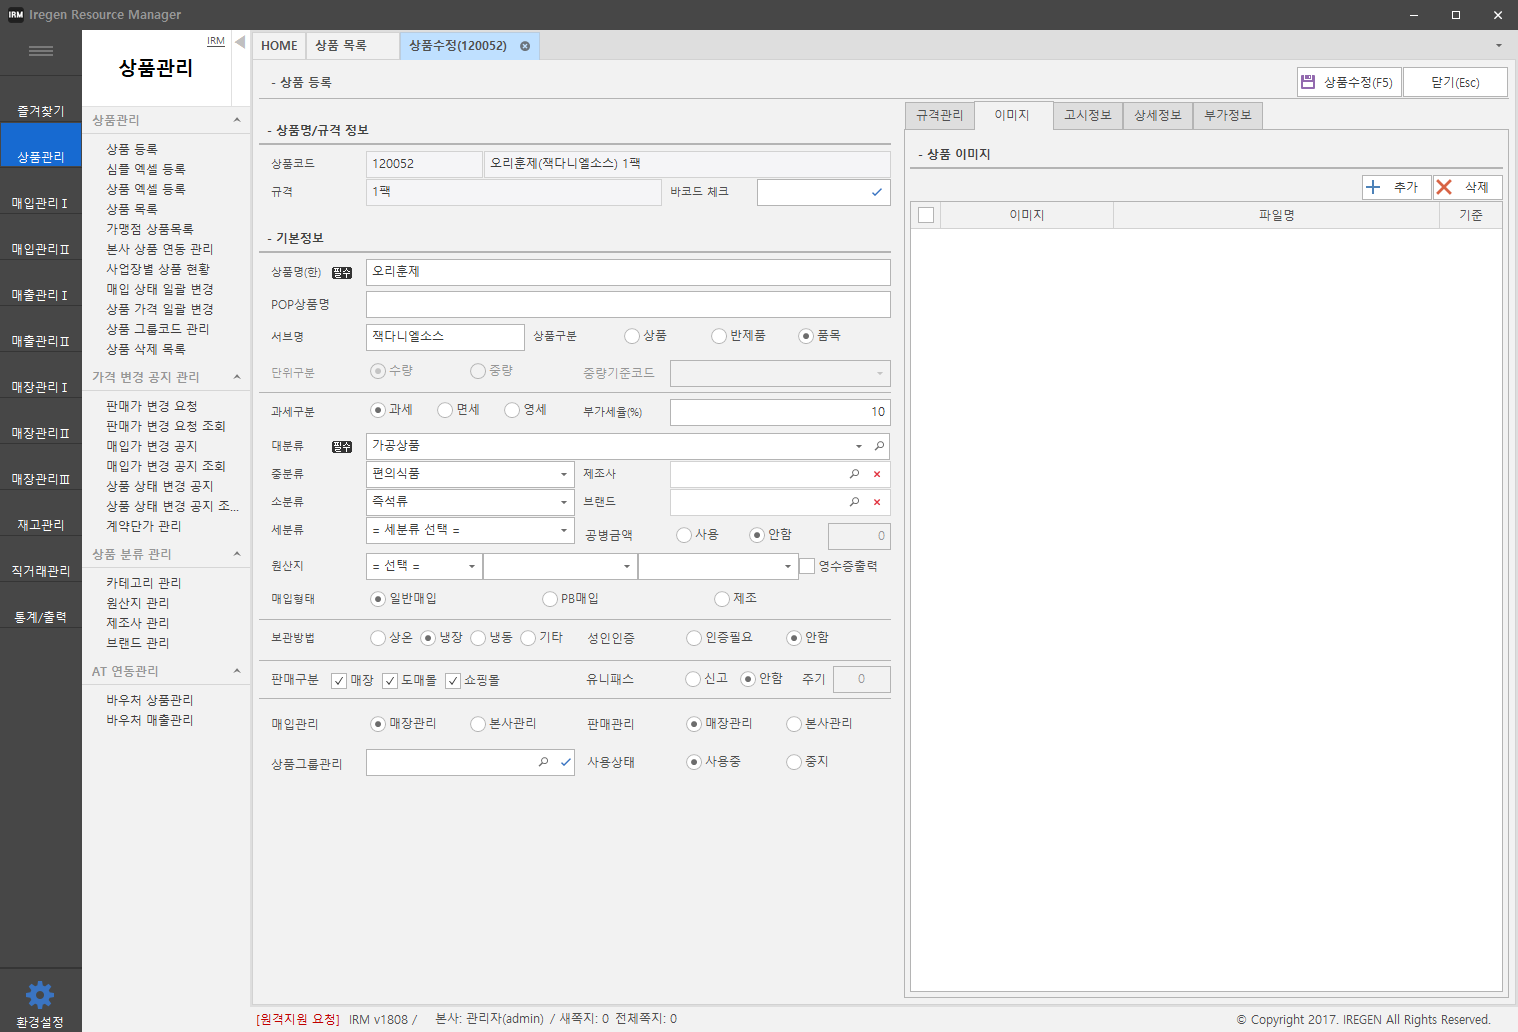 IRM Iregen Resource Manager
IRM
상품관리
HOME
상품 목록
상품수정(120052)
즐겨찾기
상품관리
매입관리 I
매입관리 II
매출관리 I
매출관리 II
매장관리 I
매장관리 II
매장관리 III
재고관리
직거래관리
통계/출력
환경설정
상품관리
상품 등록
심플 엑셀 등록
상품 엑셀 등록
상품 목록
가맹점 상품목록
본사 상품 연동 관리
사업장별 상품 현황
매입 상태 일괄 변경
상품 가격 일괄 변경
상품 그룹코드 관리
상품 삭제 목록
가격 변경 공지 관리
판매가 변경 요청
판매가 변경 요청 조회
매입가 변경 공지
매입가 변경 공지 조회
상품 상태 변경 공지
상품 상태 변경 공지 조...
계약단가 관리
상품 분류 관리
카테고리 관리
원산지 관리
제조사 관리
브랜드 관리
AT 연동관리
바우처 상품관리
바우처 매출관리
- 상품 등록
상품수정(F5) 닫기(Esc)
- 상품명/규격 정보
상품코드 120052 오리훈제(잭다니엘소스) 1팩
규격 1팩 바코드 체크
- 기본정보
상품명(한) 필수 오리훈제
POP상품명
서브명 잭다니엘소스 상품구분 상품 반제품 품목
단위구분 수량 중량 중량기준코드
과세구분 과세 면세 영세 부가세율(%) 10
대분류 필수 가공상품
중분류 편의식품 제조사
소분류 즉석류 브랜드
세분류 = 세분류 선택 = 공병금액 사용 안함 0
원산지 = 선택 = 영수증출력
매입형태 일반매입 PB매입 제조
보관방법 상온 냉장 냉동 기타 성인인증 인증필요 안함
판매구분 매장 도매몰 쇼핑몰 유니패스 신고 안함 주기 0
매입관리 매장관리 본사관리 판매관리 매장관리 본사관리
상품그룹관리 사용상태 사용중 중지
규격관리 이미지 고시정보 상세정보 부가정보
- 상품 이미지
추가 삭제
이미지 파일명 기준
[원격지원 요청] IRM v1808 / 본사: 관리자(admin) / 새쪽지: 0 전체쪽지: 0
© Copyright 2017. IREGEN All Rights Reserved.